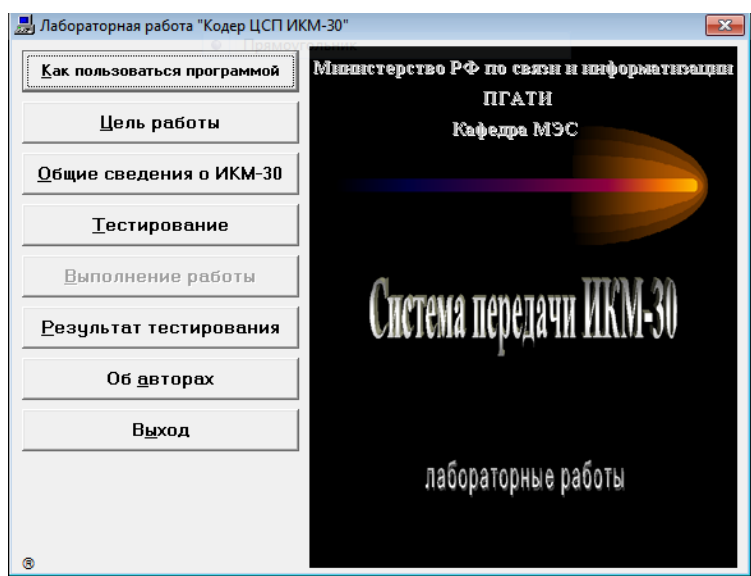 Лабораторная работа "Кодер ЦСП ИКМ-30"
Как пользоваться программой
Цель работы
Общие сведения о ИКМ-30
Тестирование
Выполнение работы
Результат тестирования
Об авторах
Выход
®
Министерство РФ по связи и информатизации
ПГАТИ
Кафедра МЭС
Система передачи ИКМ-30
лабораторные работы